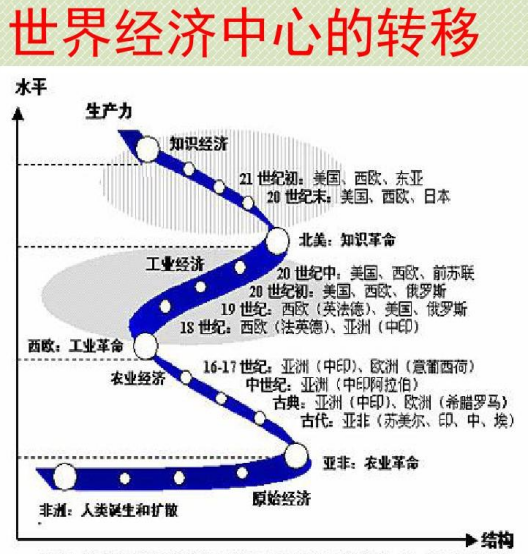 世界经济中心的转移
水平
生产力
知识经济
21 世纪初：美国、西欧、东亚
20 世纪末：美国、西欧、日本
北美：知识革命
工业经济
20 世纪中：美国、西欧、前苏联
20 世纪初：美国、西欧、俄罗斯
19 世纪：西欧（英法德）、美国、俄罗斯
18 世纪：西欧（法英德）、亚洲（中印）
西欧：工业革命
16-17世纪：亚洲（中印）、欧洲（意葡西荷）
农业经济
中世纪：亚洲（中印阿拉伯）
古典：亚洲（中印）、欧洲（希腊罗马）
古代：亚非（苏美尔、印、中、埃）
亚非：农业革命
原始经济
非洲：人类诞生和扩散
结构